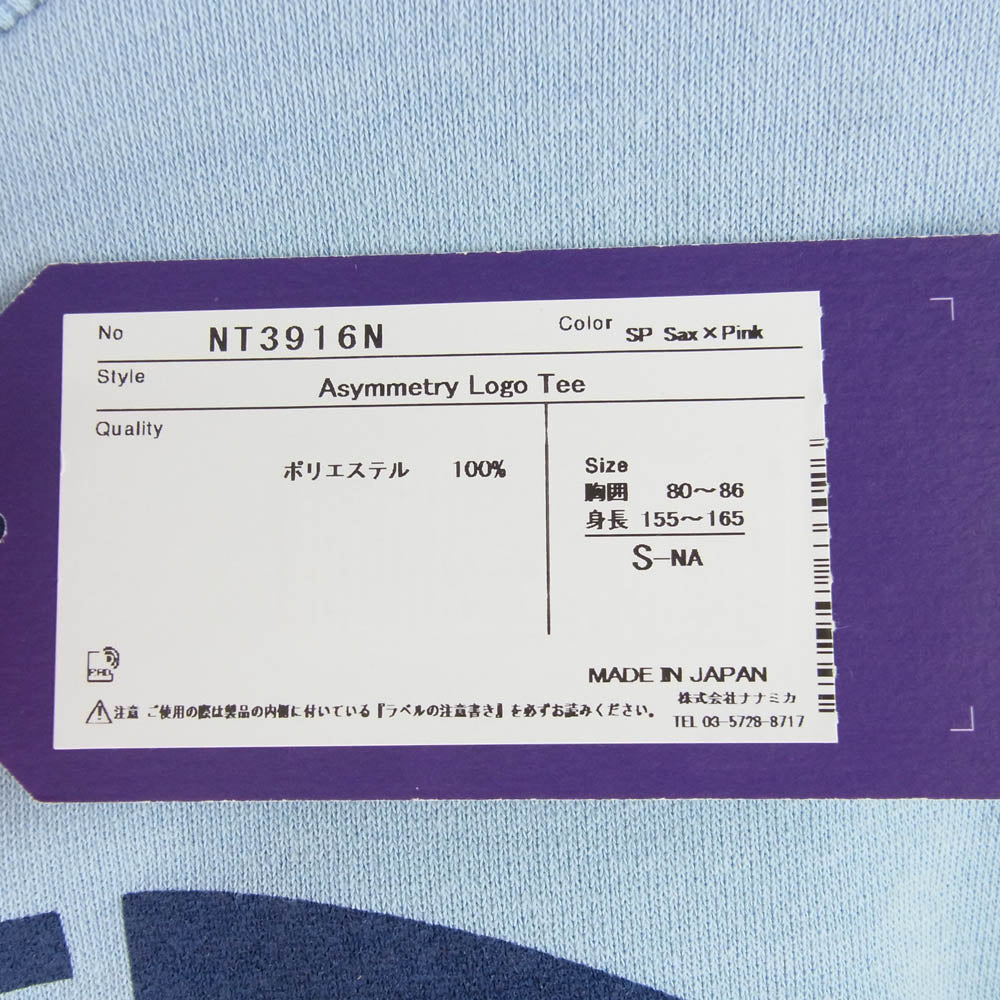 No NT3916N Color SP Sax×Pink
Style Asymmetry Logo Tee
Quality
ポリエステル 100%
Size
胸囲 80～86
身長 155～165
S-NA
MADE IN JAPAN
株式会社ナナミカ
TEL 03-5728-8717
注意 ご使用の際は製品の内側に付いている『ラベルの注意書き』を必ずお読みください。